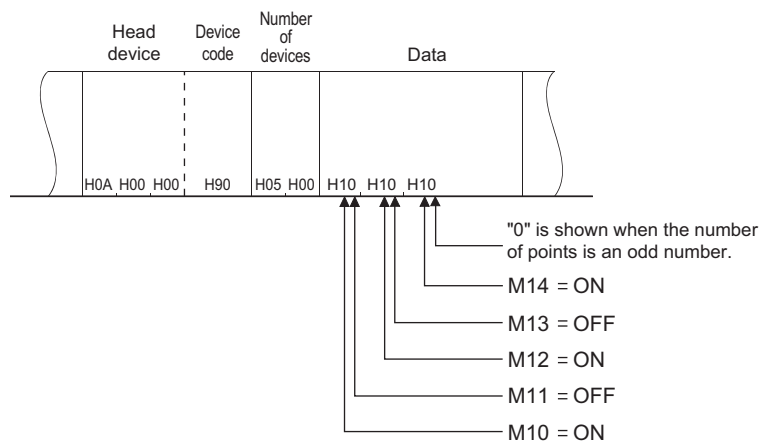 Head
device
Device
code
Number
of
devices
Data
H0A H00 H00 H90 H05 H00 H10 H10 H10
"0" is shown when the number
of points is an odd number.
M14 = ON
M13 = OFF
M12 = ON
M11 = OFF
M10 = ON